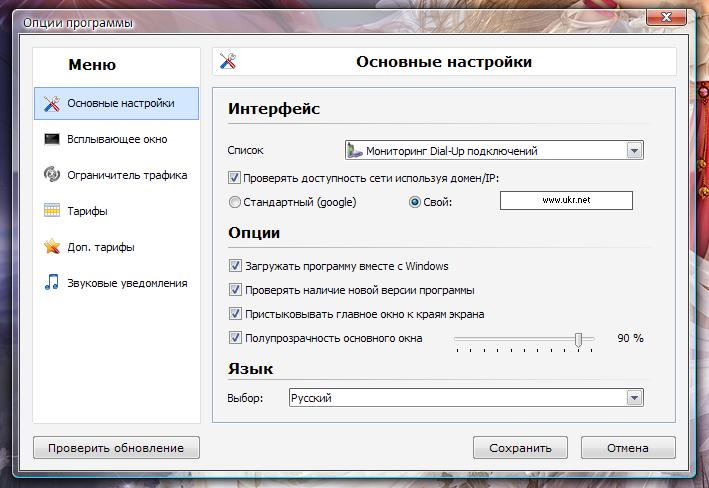 Опции программы
Меню
Основные настройки
Всплывающее окно
Ограничитель трафика
Тарифы
Доп. тарифы
Звуковые уведомления
Основные настройки
Интерфейс
Список
Мониторинг Dial-Up подключений
Проверять доступность сети используя домен/IP:
Стандартный (google)
Свой:
www.ukr.net
Опции
Загружать программу вместе с Windows
Проверять наличие новой версии программы
Пристыковывать главное окно к краям экрана
Полупрозрачность основного окна
90 %
Язык
Выбор:
Русский
Проверить обновление
Сохранить
Отмена